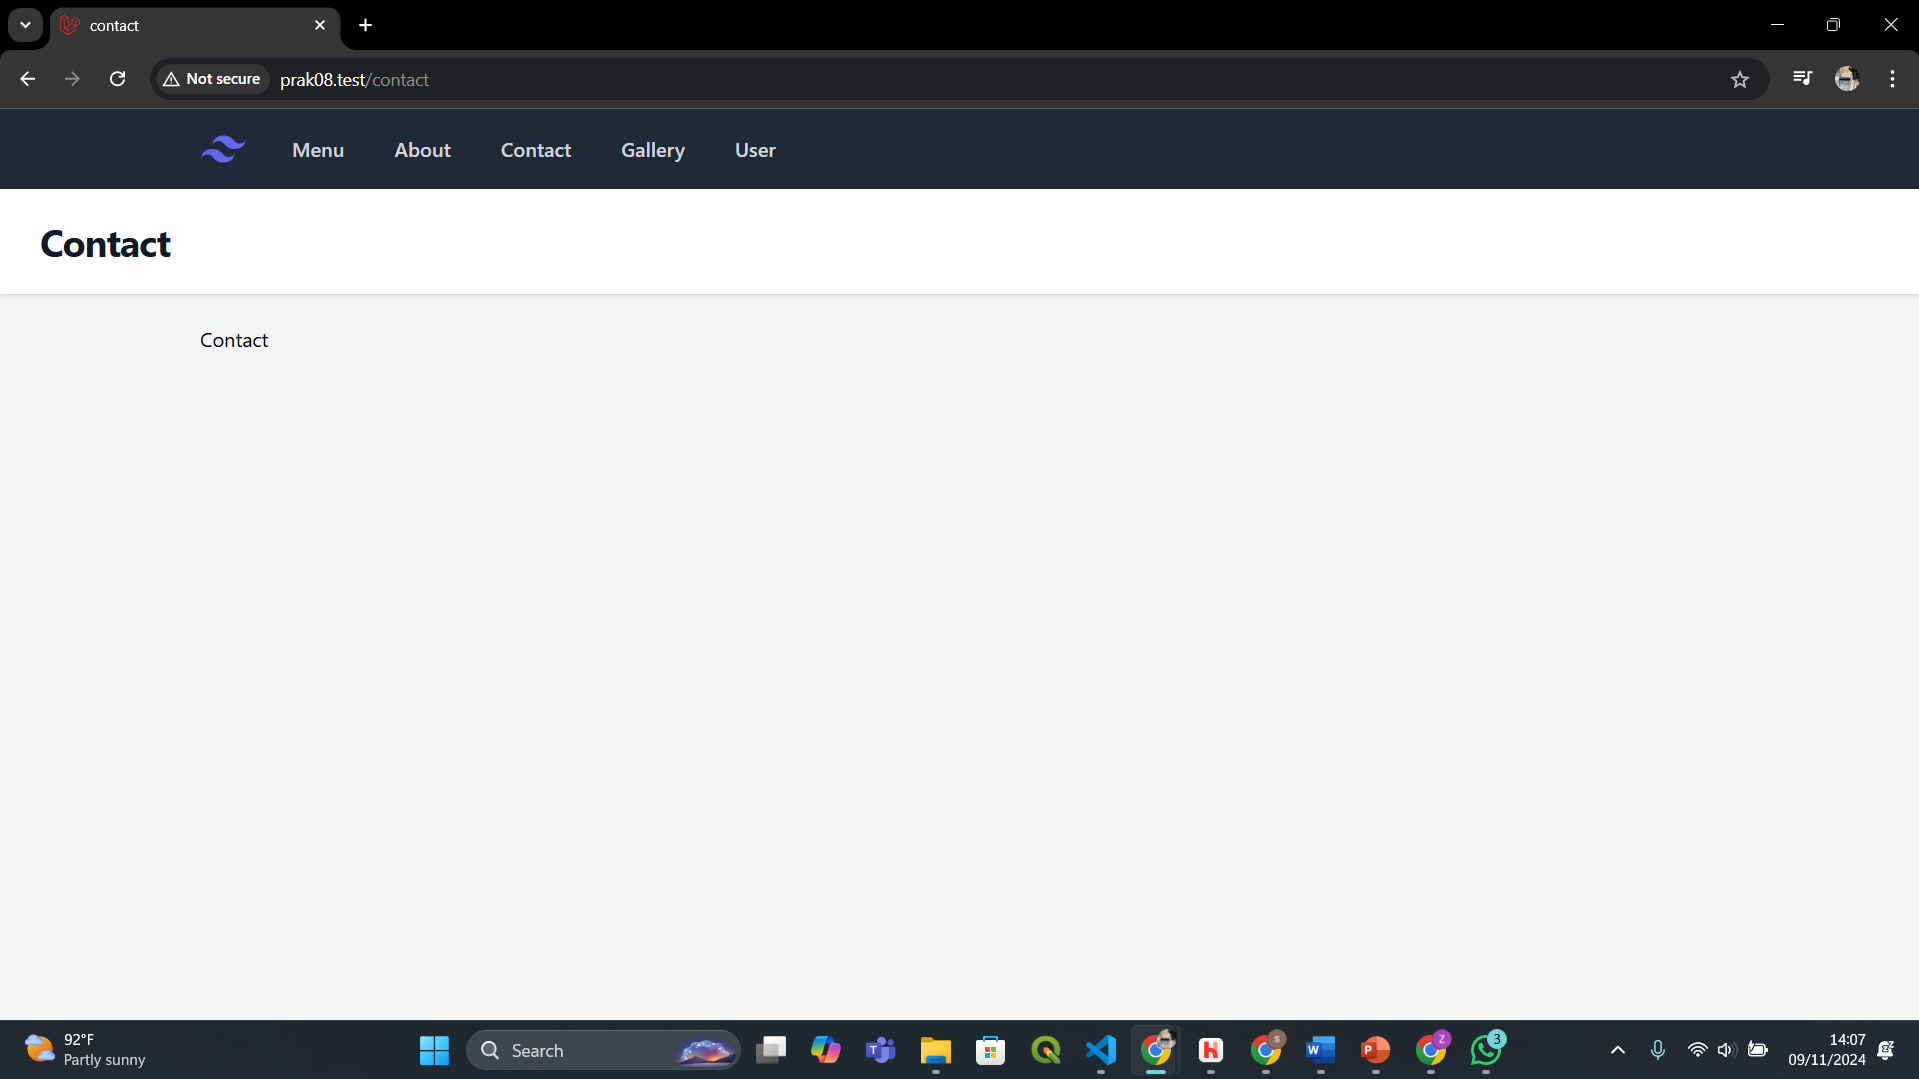 contact
Not secure prak08.test/contact
Menu About Contact Gallery User
Contact
Contact
92°F
Partly sunny
Search
T
H
s
W
P
Z
3
14:07
09/11/2024